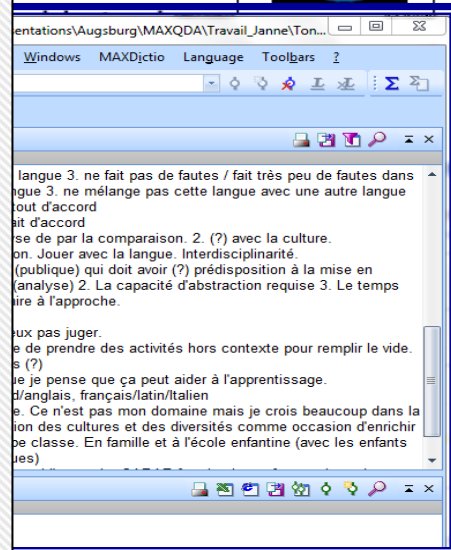 entations\Augsburg\MAXQDA\Travail_Janne\Ton...
Windows MAXDictio Language Toolbars ?
langue 3. ne fait pas de fautes / fait très peu de fautes dans
ngue 3. ne mélange pas cette langue avec une autre langue
tout d'accord
ait d'accord
yse de par la comparaison. 2. (?) avec la culture.
on. Jouer avec la langue. Interdisciplinarité.
(publique) qui doit avoir (?) prédisposition à la mise en
(analyse) 2. La capacité d'abstraction requise 3. Le temps
ire à l'approche.
eux pas juger.
e de prendre des activités hors contexte pour remplir le vide.
s (?)
ue je pense que ça peut aider à l'apprentissage.
d/anglais, français/latin/Italien
e. Ce n'est pas mon domaine mais je crois beaucoup dans la
ion des cultures et des diversités comme occasion d'enrichir
pe classe. En famille et à l'école enfantine (avec les enfants
ues)